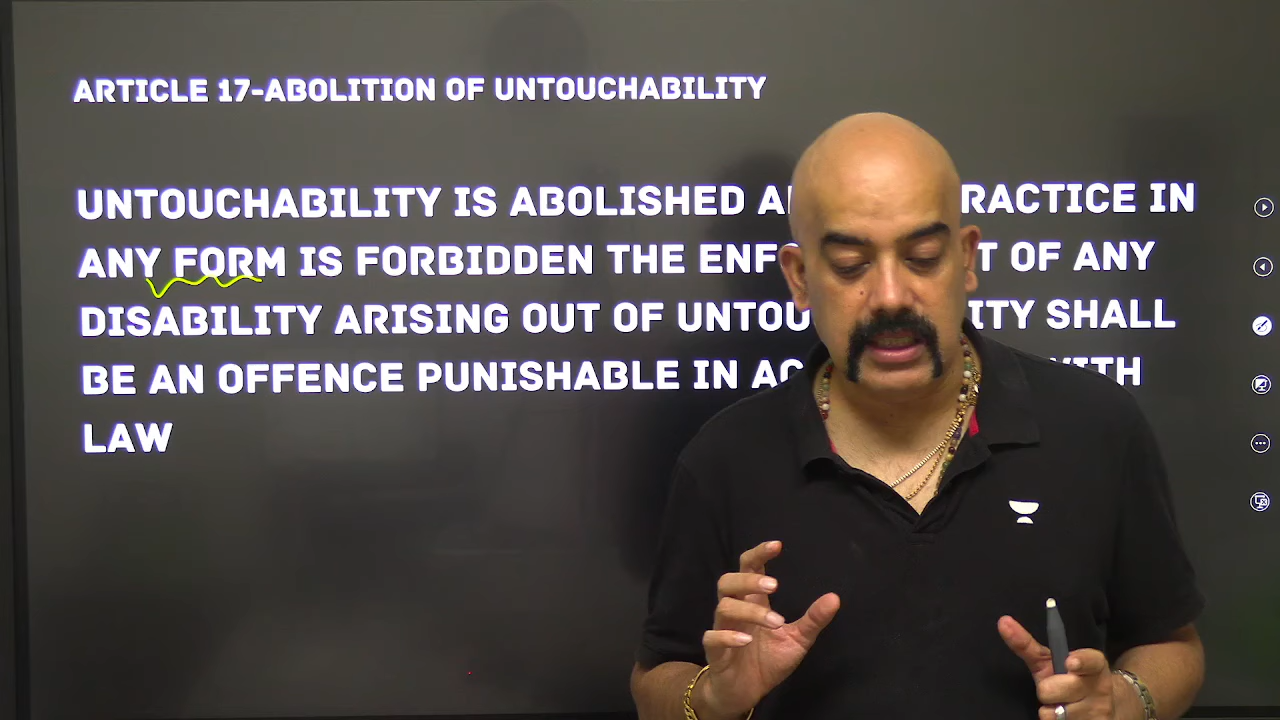 ARTICLE 17-ABOLITION OF UNTOUCHABILITY
UNTOUCHABILITY IS ABOLISHED IN
ANY FORM IS FORBIDDEN THE OF ANY
DISABILITY ARISING OUT OF SHALL
BE AN OFFENCE PUNISHABLE IN
LAW